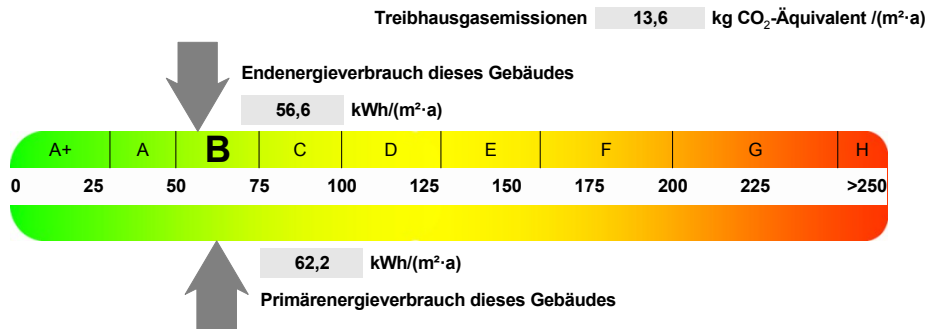 Treibhausgasemissionen 13,6 kg CO₂-Äquivalent /(m²·a)
Endenergieverbrauch dieses Gebäudes
56,6 kWh/(m²·a)
A+ A B C D E F G H
0 25 50 75 100 125 150 175 200 225 >250
62,2 kWh/(m²·a)
Primärenergieverbrauch dieses Gebäudes